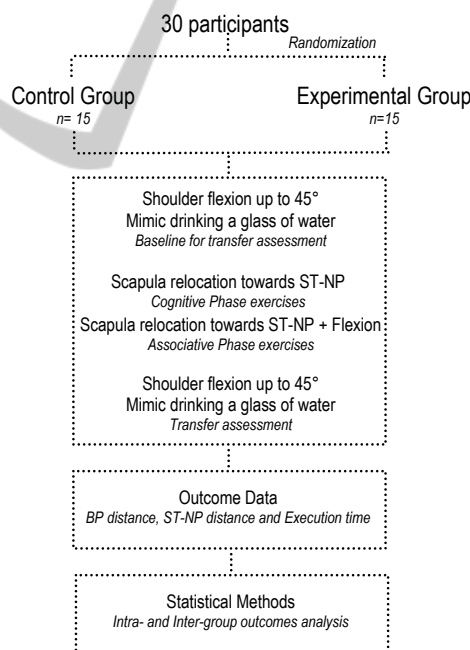 30 participants
Randomization
Control Group
n= 15
Experimental Group
n=15
Shoulder flexion up to 45°
Mimic drinking a glass of water
Baseline for transfer assessment
Scapula relocation towards ST-NP
Cognitive Phase exercises
Scapula relocation towards ST-NP + Flexion
Associative Phase exercises
Shoulder flexion up to 45°
Mimic drinking a glass of water
Transfer assessment
Outcome Data
BP distance, ST-NP distance and Execution time
Statistical Methods
Intra- and Inter-group outcomes analysis